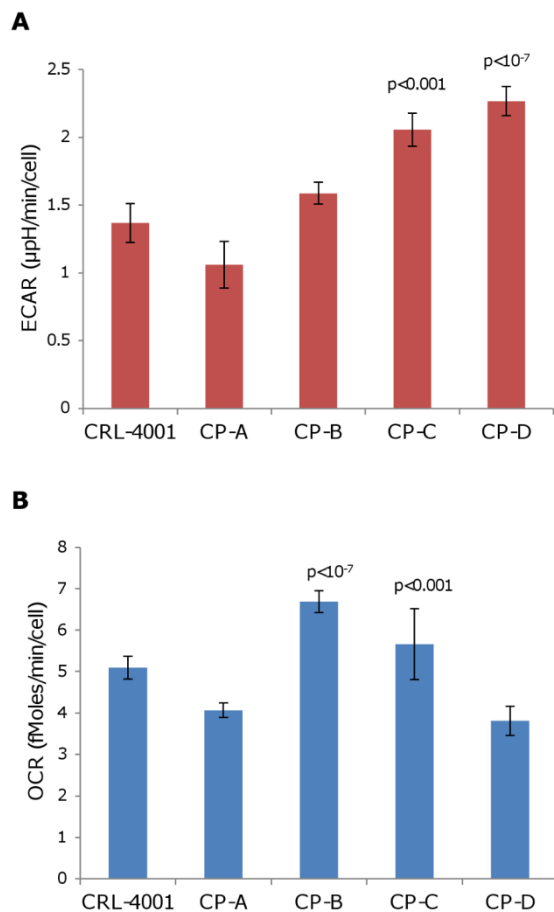 A
p<0.001
p<10⁻⁷
2.5
2
1.5
1
0.5
0
ECAR (µpH/min/cell)
CRL-4001 CP-A CP-B CP-C CP-D
B
p<10⁻⁷
p<0.001
8
7
6
5
4
3
2
1
0
OCR (fMoles/min/cell)
CRL-4001 CP-A CP-B CP-C CP-D